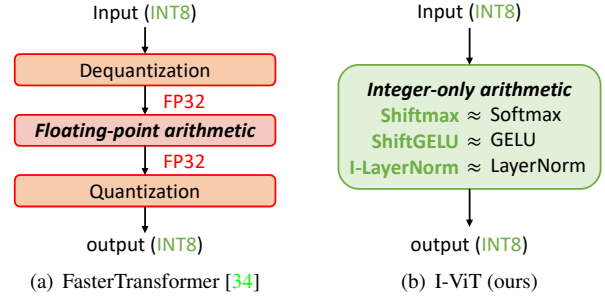 Input (INT8)
Dequantization
FP32
Floating-point arithmetic
FP32
Quantization
output (INT8)
(a) FasterTransformer [34]
Input (INT8)
Integer-only arithmetic
Shiftmax ≈ Softmax
ShiftGELU ≈ GELU
I-LayerNorm ≈ LayerNorm
output (INT8)
(b) I-ViT (ours)